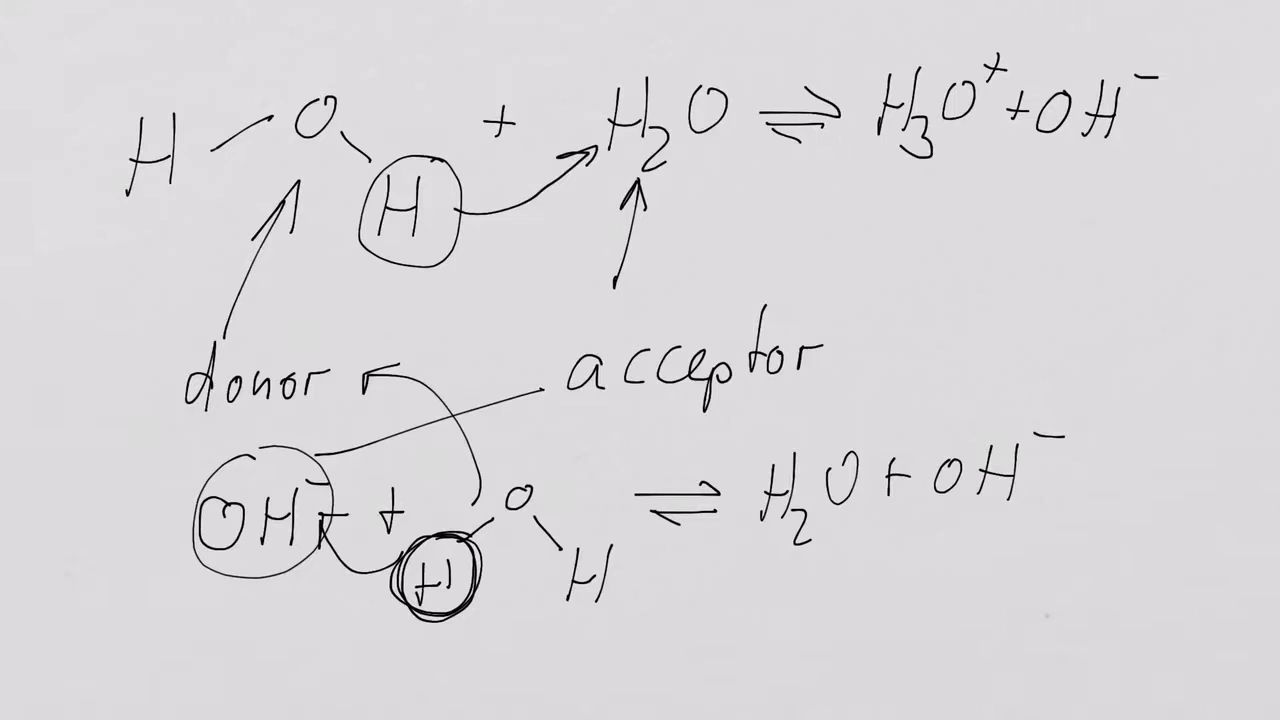 H O H + H₂O ⇌ H₃O⁺ + OH⁻
donor
acceptor
OH⁻ + H O H ⇌ H₂O + OH⁻